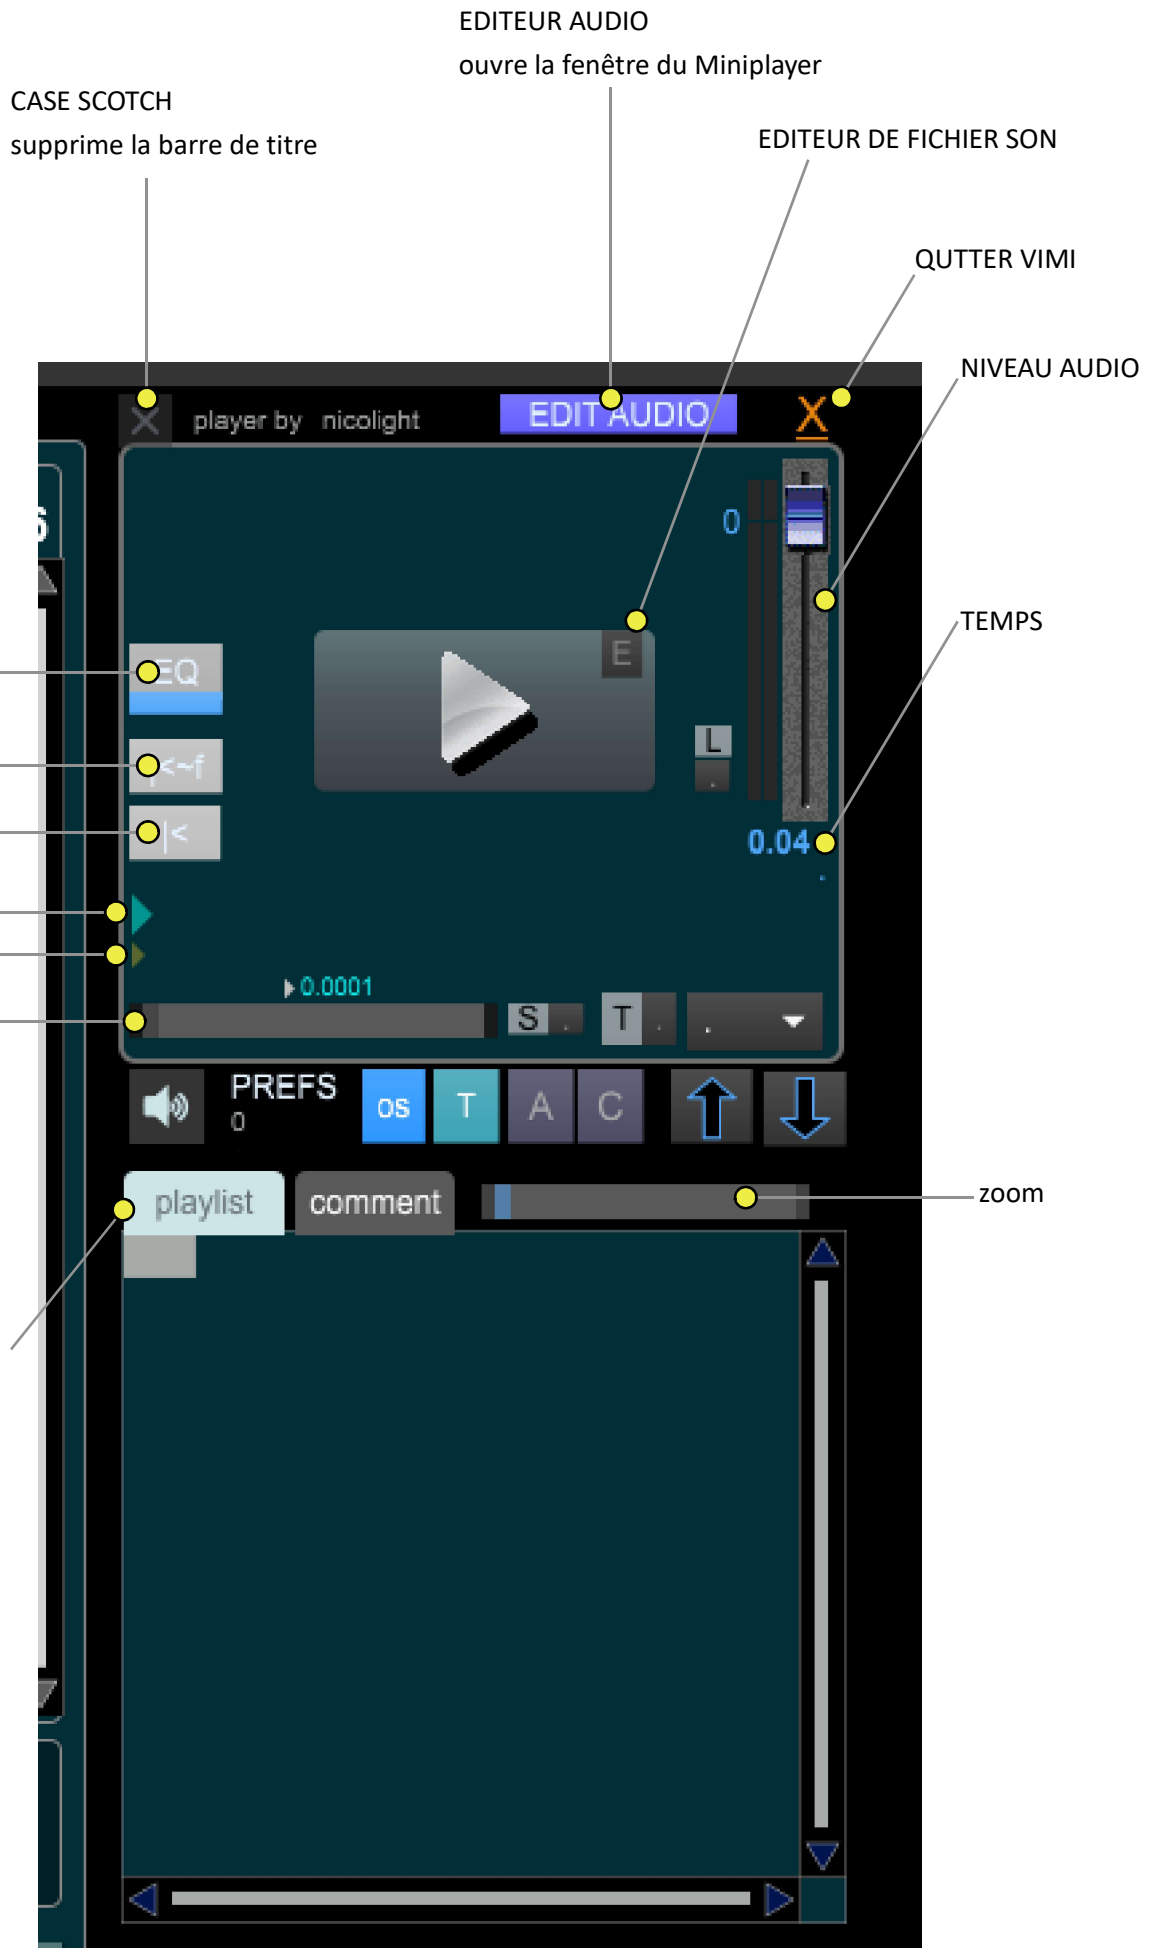 EDITEUR AUDIO
ouvre la fenêtre du Miniplayer
CASE SCOTCH
supprime la barre de titre
EDITEUR DE FICHIER SON
QUTTER VIMI
NIVEAU AUDIO
X player by nicolight EDIT AUDIO X
0
TEMPS
E
EQ
L
|<~f
|<
0.04
0.0001
S . T . .
PREFS
0
os T A C
playlist comment
zoom